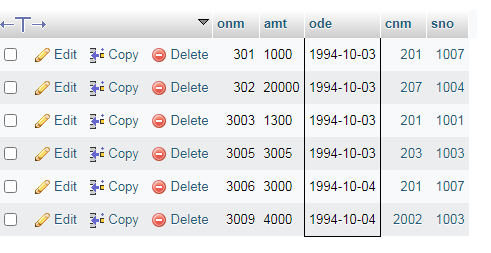 onm amt ode cnm sno
Edit Copy Delete 301 1000 1994-10-03 201 1007
Edit Copy Delete 302 20000 1994-10-03 207 1004
Edit Copy Delete 3003 1300 1994-10-03 201 1001
Edit Copy Delete 3005 3005 1994-10-03 203 1003
Edit Copy Delete 3006 3000 1994-10-04 201 1007
Edit Copy Delete 3009 4000 1994-10-04 2002 1003